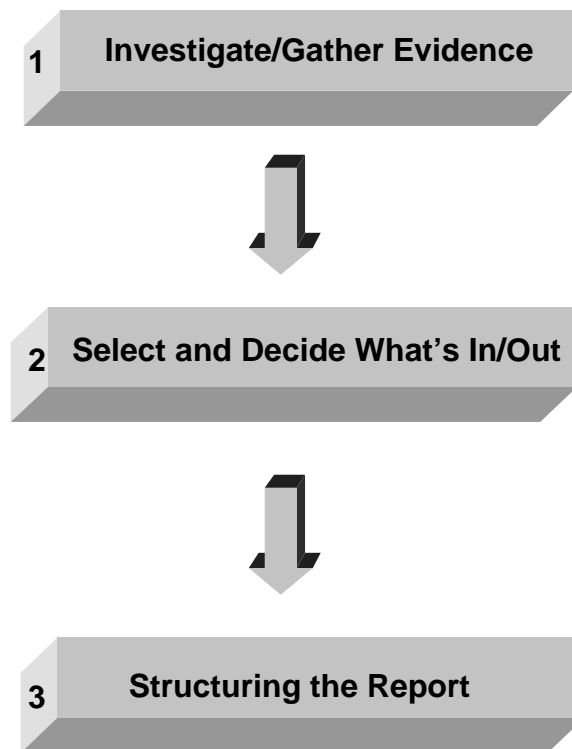 1 Investigate/Gather Evidence
2 Select and Decide What's In/Out
3 Structuring the Report